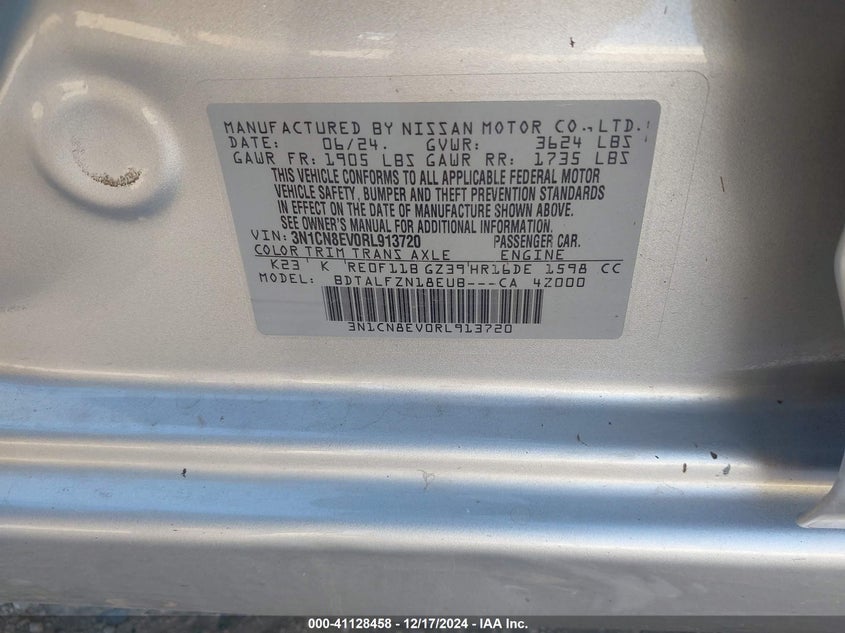 MANUFACTURED BY NISSAN MOTOR CO., LTD.
DATE: 06/24. GVWR: 3624 LBS
GAWR FR: 1905 LBS GAWR RR: 1735 LBS
THIS VEHICLE CONFORMS TO ALL APPLICABLE FEDERAL MOTOR
VEHICLE SAFETY, BUMPER AND THEFT PREVENTION STANDARDS
IN EFFECT ON THE DATE OF MANUFACTURE SHOWN ABOVE.
SEE OWNER'S MANUAL FOR ADDITIONAL INFORMATION.
VIN: 3N1CN8EV0RL913720 PASSENGER CAR.
COLOR TRIM TRANS AXLE ENGINE
K23 K RE0F11B GZ39 HR16DE 1598 CC
MODEL: BDTALFZN18EUB---CA 4Z000
3N1CN8EV0RL913720
000-41128458 - 12/17/2024 - IAA Inc.